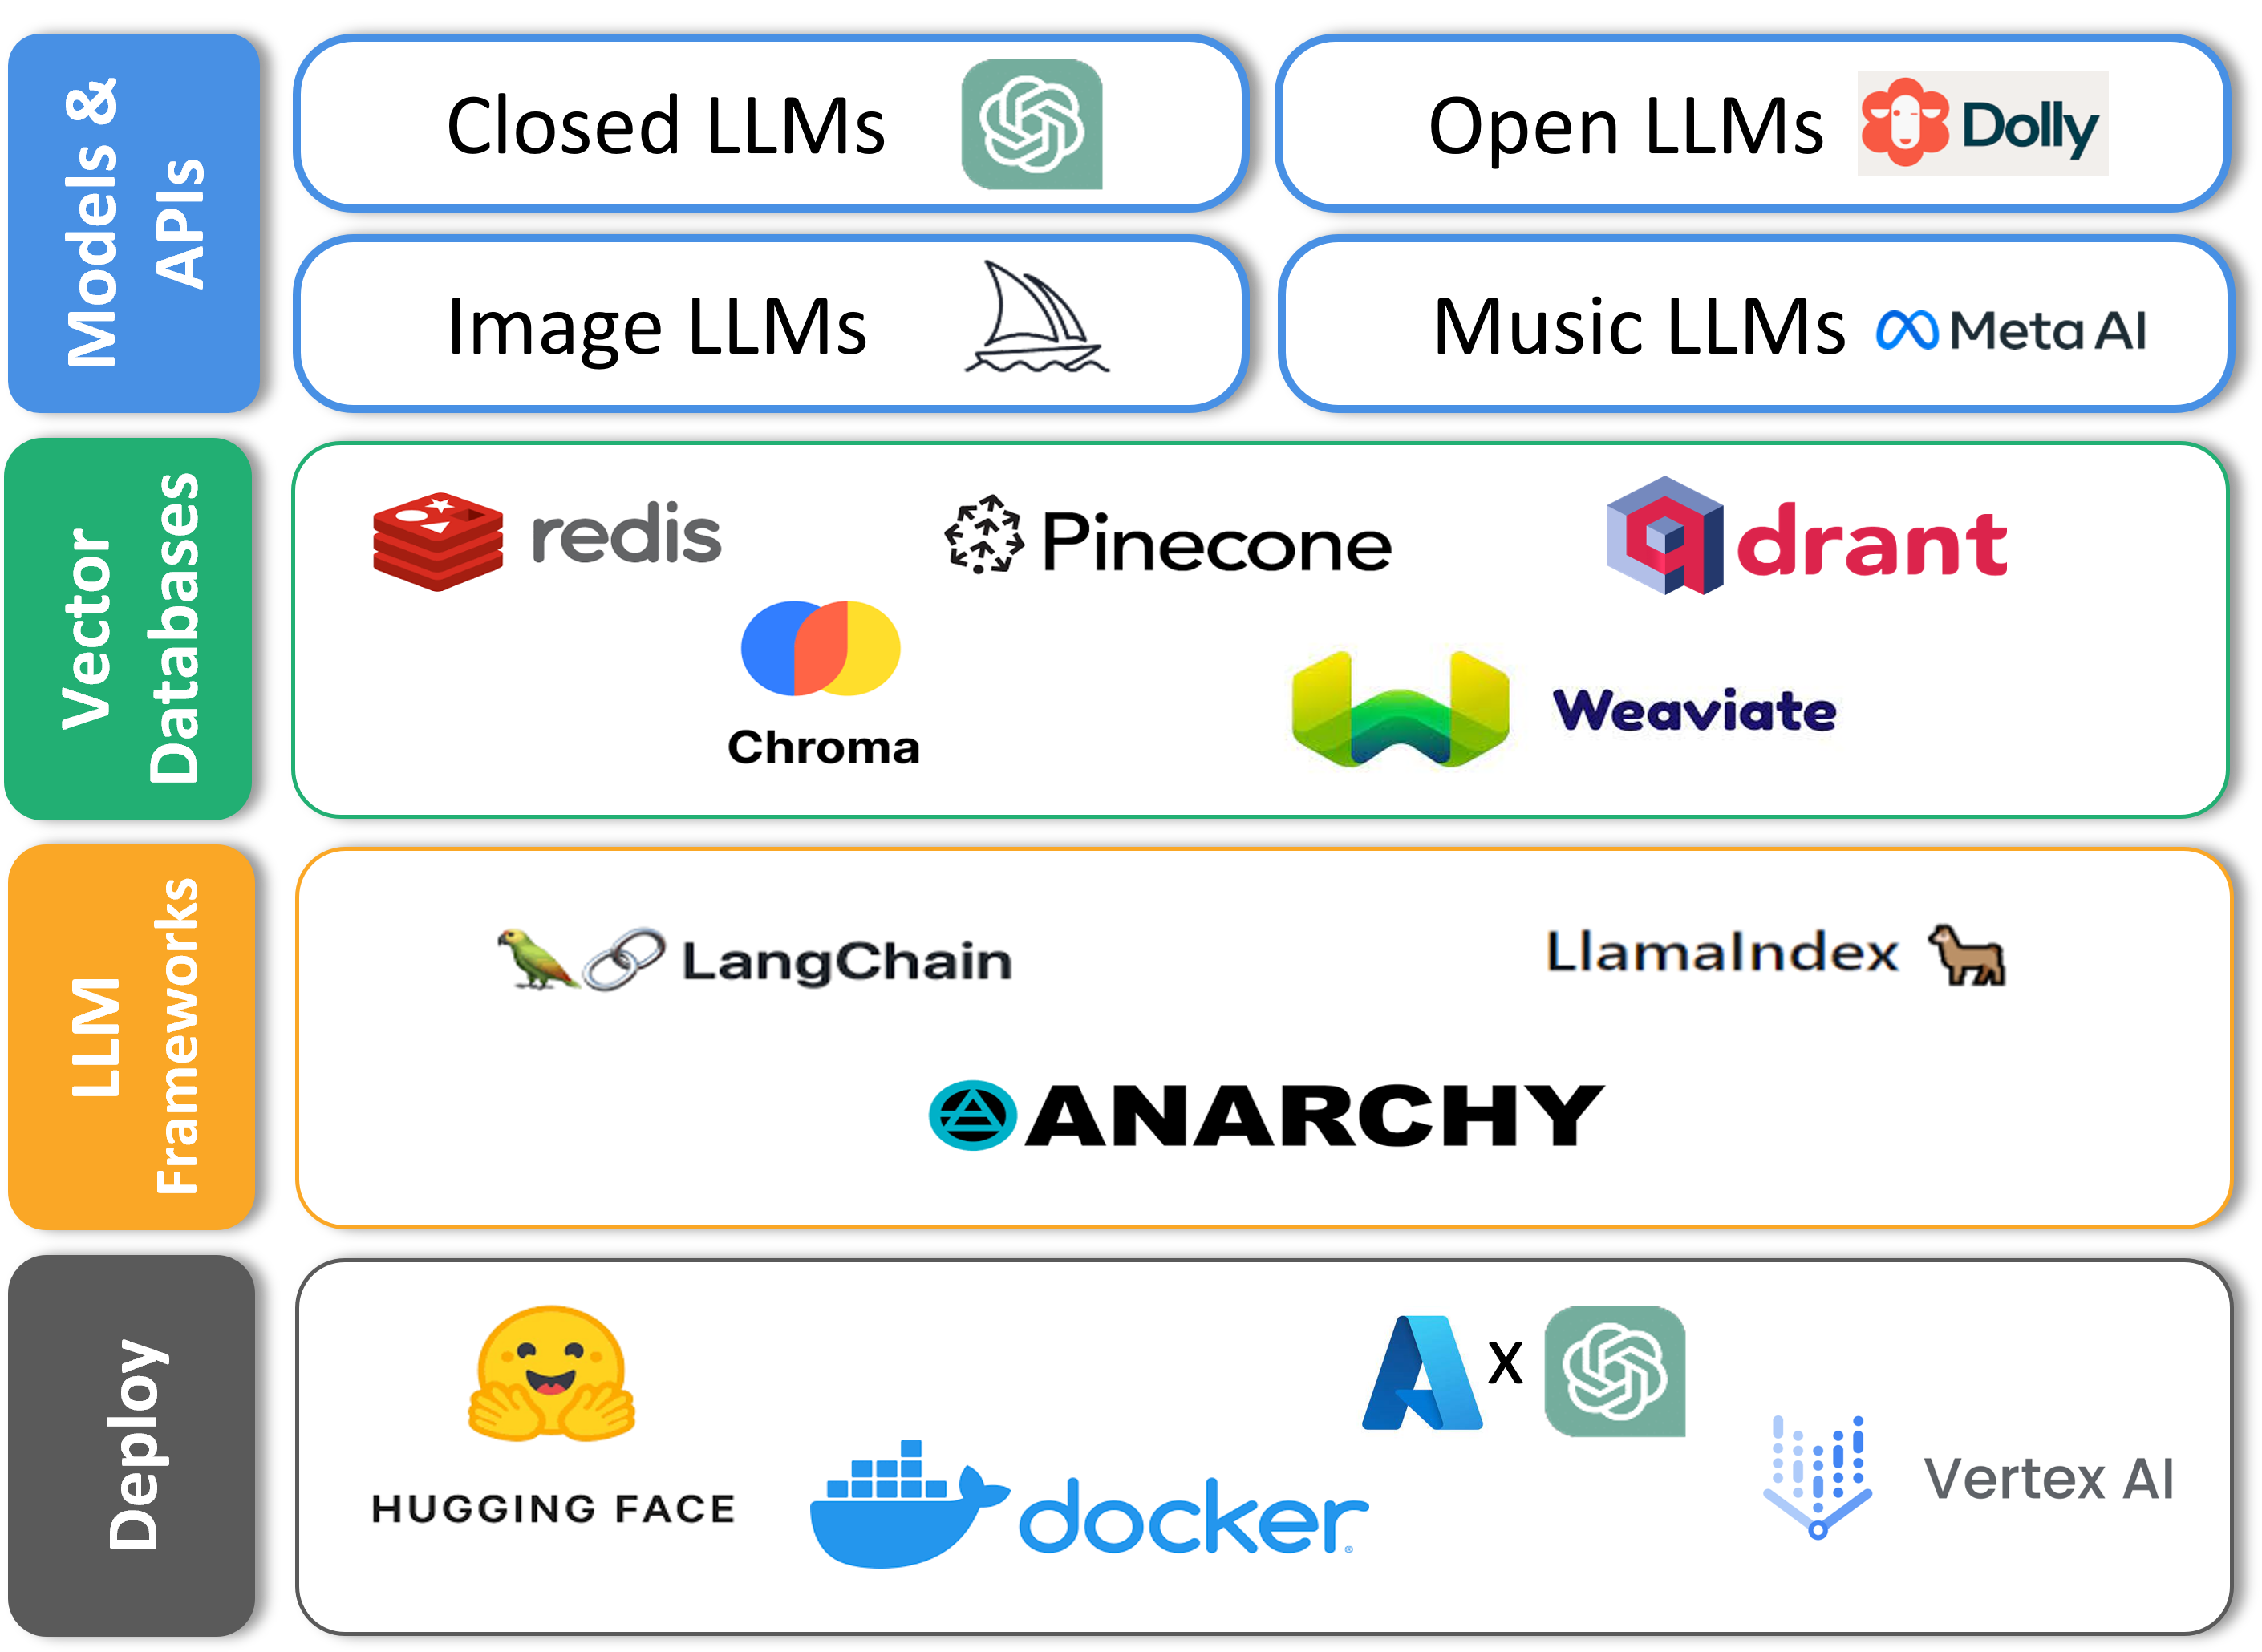 Models &
APIs
Closed LLMs
Open LLMs
Dolly
Image LLMs
Music LLMs
Meta AI
Vector
Databases
redis
Pinecone
qdrant
Chroma
Weaviate
LLM
Frameworks
LangChain
LlamaIndex
ANARCHY
Deploy
HUGGING FACE
docker®
X
Vertex AI